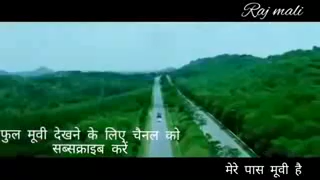 Raj mali
फुल मूवी देखने के लिए चैनल को
सब्सक्राइब करें
मेरे पास मूवी है